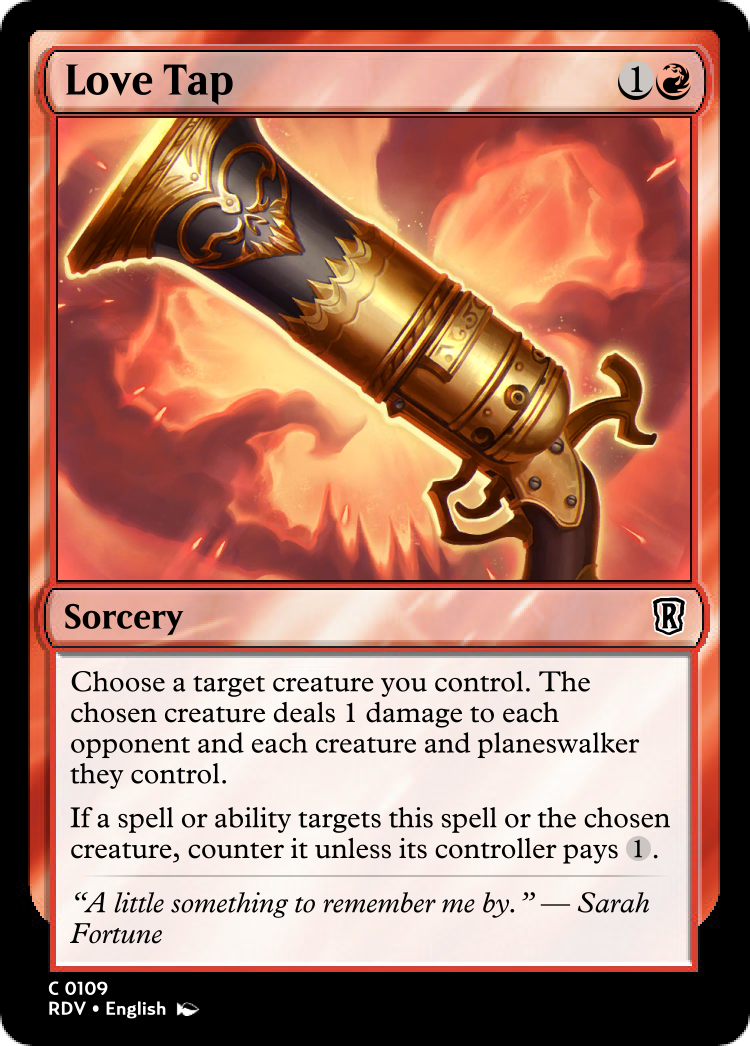 Love Tap 1
Sorcery R
Choose a target creature you control. The
chosen creature deals 1 damage to each
opponent and each creature and planeswalker
they control.
If a spell or ability targets this spell or the chosen
creature, counter it unless its controller pays 1.
“A little something to remember me by.” — Sarah
Fortune
C 0109
RDV • English